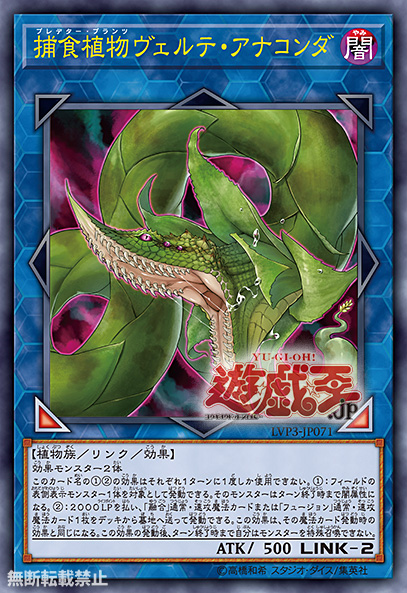 プレデター・プランツ
捕食植物ヴェルテ・アナコンダ
やみ
闇
YU-GI-OH!
遊戯王
.jp
LVP3-JP071
【植物族/リンク/効果】
効果モンスター2体
このカード名の①②の効果はそれぞれ1ターンに1度しか使用できない。①:フィールドの
表側表示モンスター1体を対象として発動できる。そのモンスターはターン終了時まで闇属性に
なる。②:2000LPを払い、「融合」通常・速攻魔法カードまたは「フュージョン」通常・速攻
魔法カード1枚をデッキから墓地へ送って発動できる。この効果は、その魔法カード発動時の
効果と同じになる。この効果の発動後、ターン終了時まで自分はモンスターを特殊召喚できない。
ATK/ 500 LINK-2
無断転載禁止
©高橋和希 スタジオ・ダイス/集英社